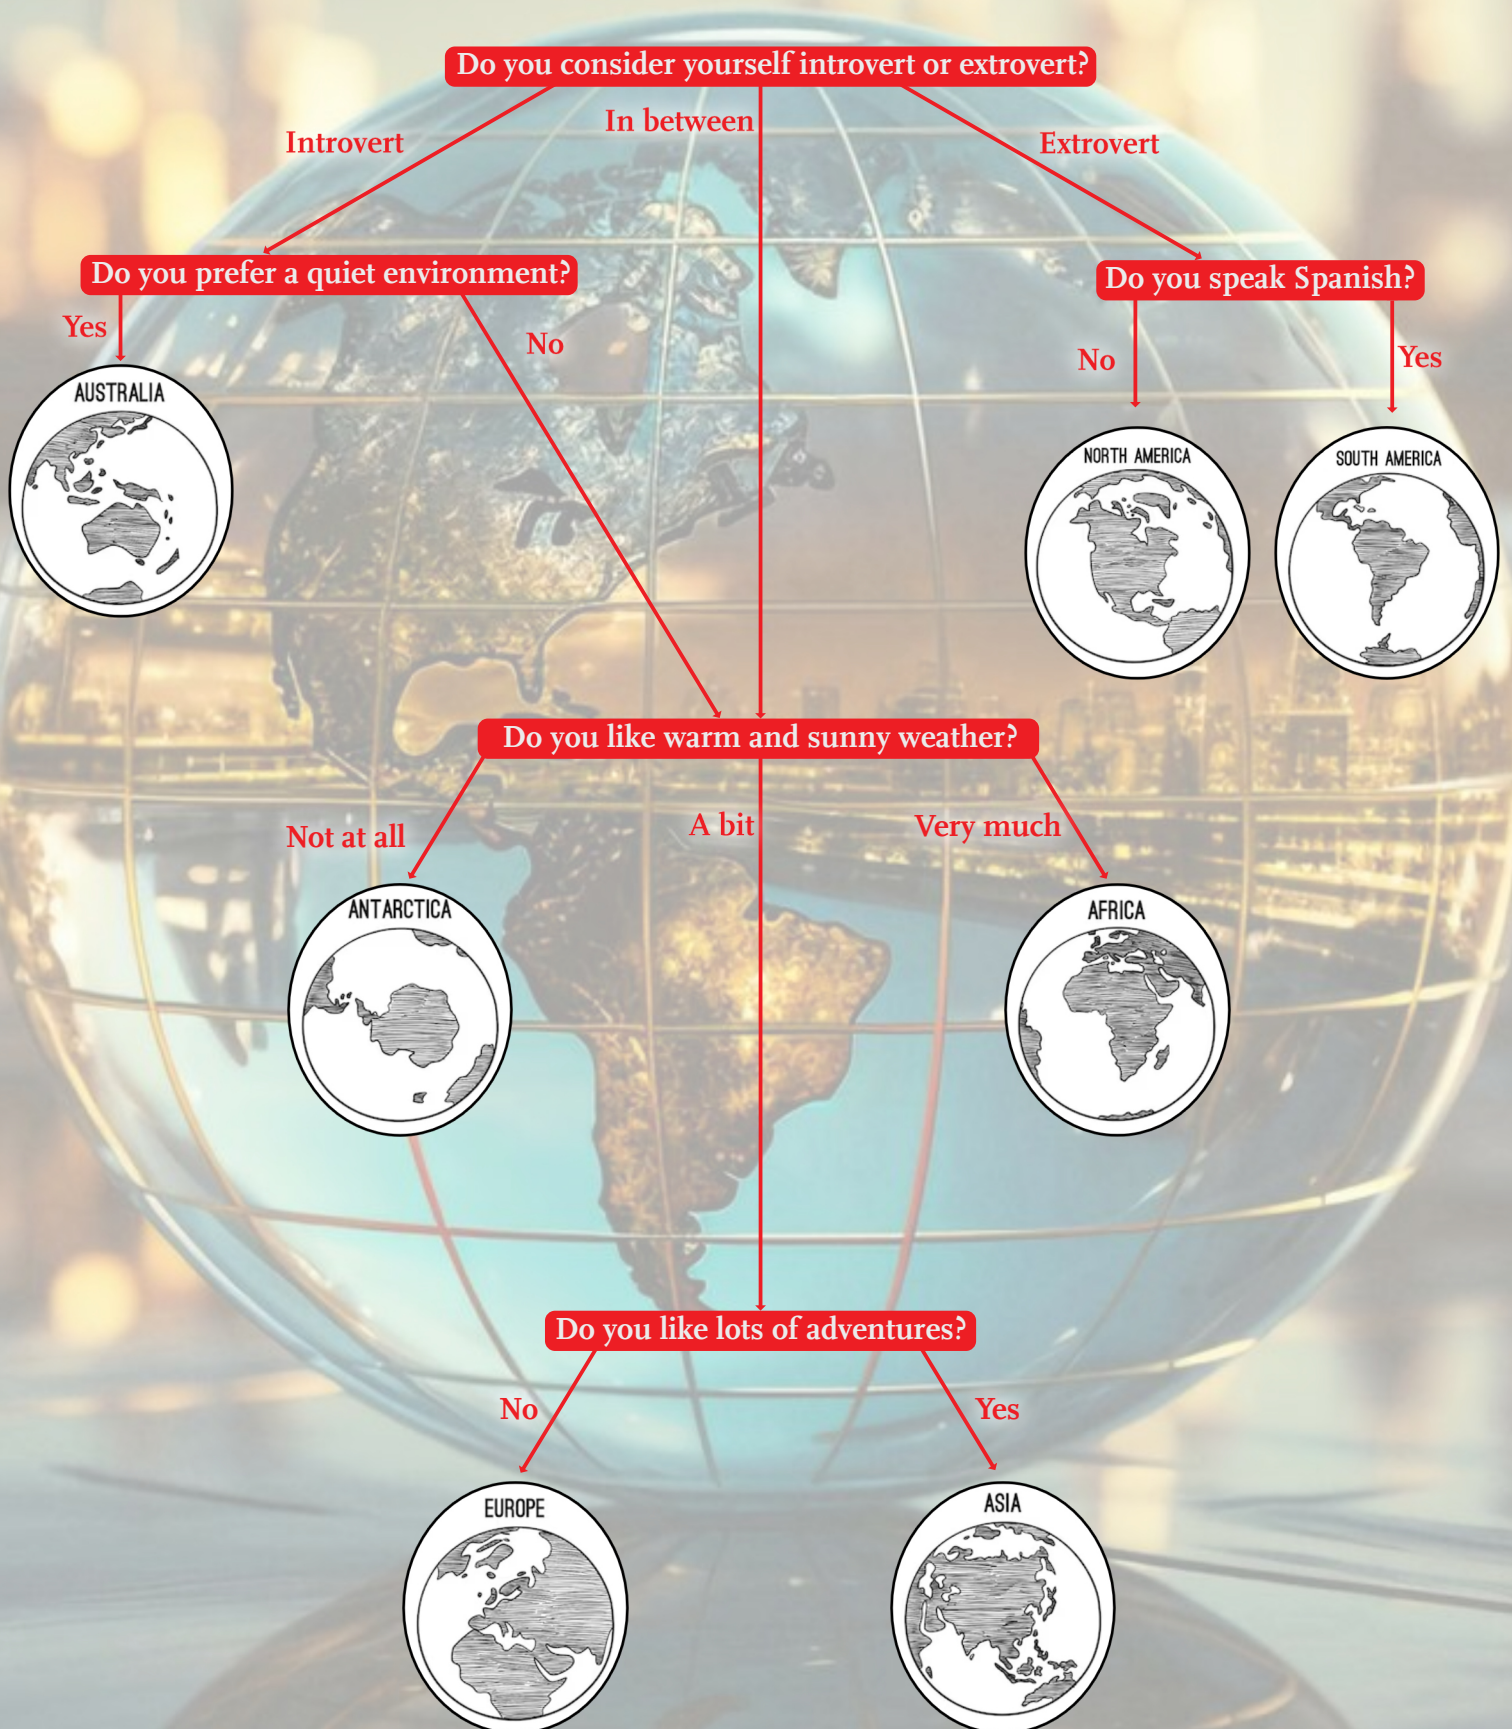 Do you consider yourself introvert or extrovert?
Introvert
In between
Extrovert
Do you prefer a quiet environment?
Do you speak Spanish?
Yes
No
No
Yes
AUSTRALIA
NORTH AMERICA
SOUTH AMERICA
Do you like warm and sunny weather?
Not at all
A bit
Very much
ANTARCTICA
AFRICA
Do you like lots of adventures?
No
Yes
EUROPE
ASIA